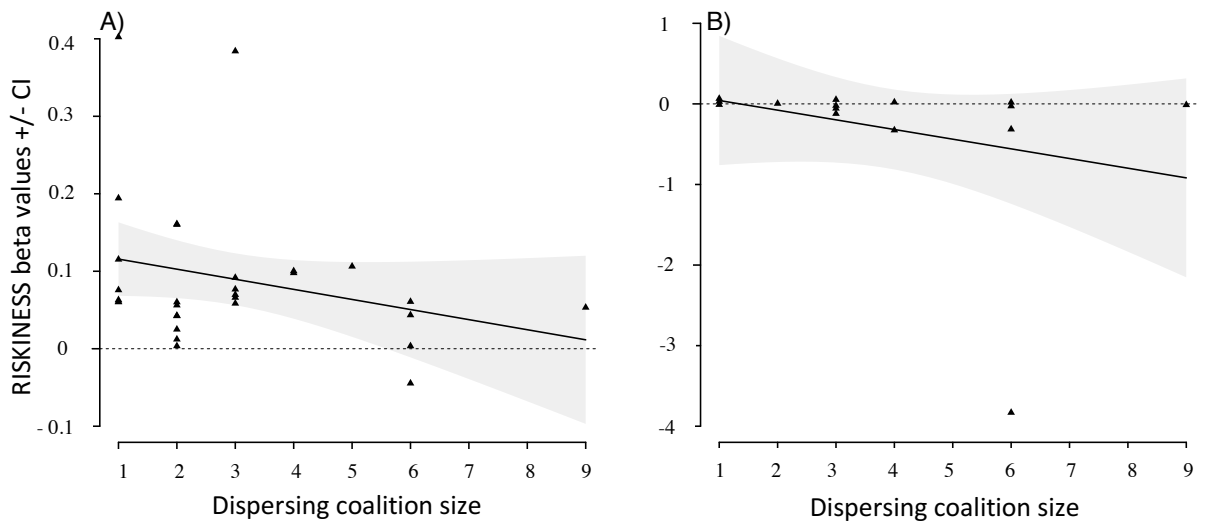 A)
RISKINESS beta values +/- CI
0.4
0.3
0.2
0.1
0
- 0.1
1 2 3 4 5 6 7 8 9
Dispersing coalition size
B)
1
0
-1
-2
-3
-4
1 2 3 4 5 6 7 8 9
Dispersing coalition size